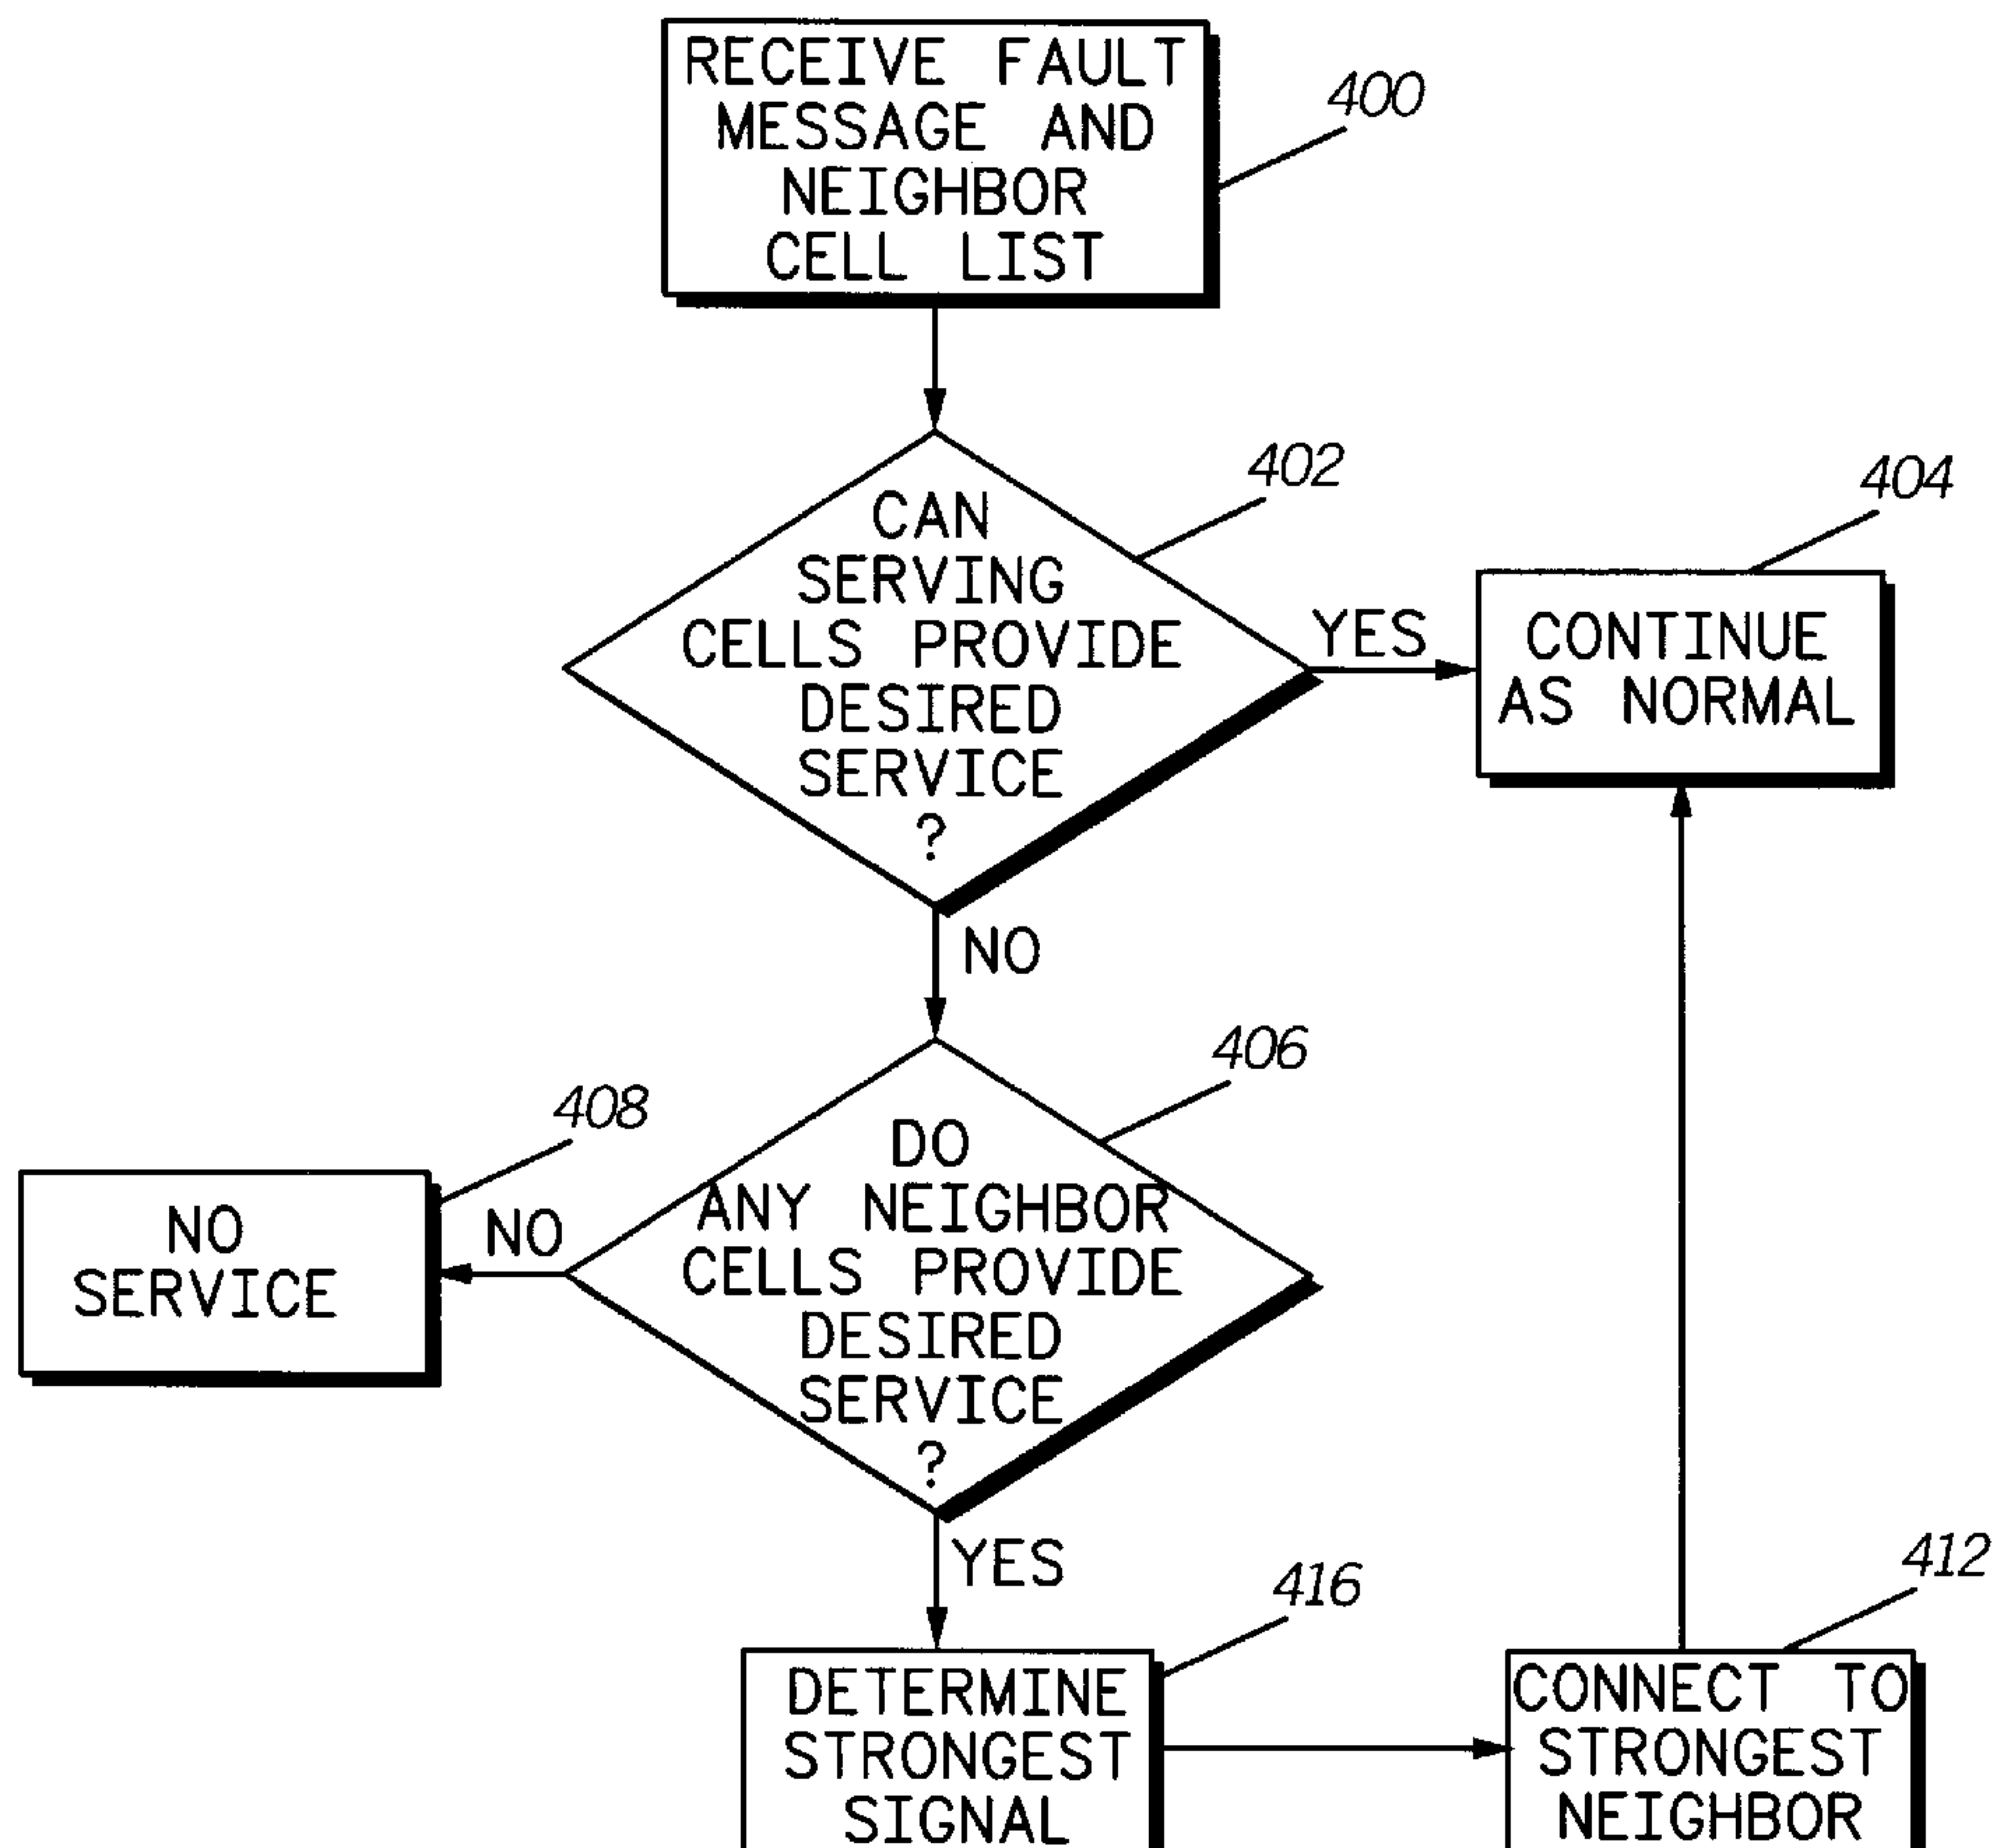 RECEIVE FAULT
MESSAGE AND
NEIGHBOR
CELL LIST
400
CAN
SERVING
CELLS PROVIDE
DESIRED
SERVICE
?
402
YES
404
CONTINUE
AS NORMAL
NO
406
DO
ANY NEIGHBOR
CELLS PROVIDE
DESIRED
SERVICE
?
408
NO
SERVICE
NO
YES
416
DETERMINE
STRONGEST
SIGNAL
412
CONNECT TO
STRONGEST
NEIGHBOR